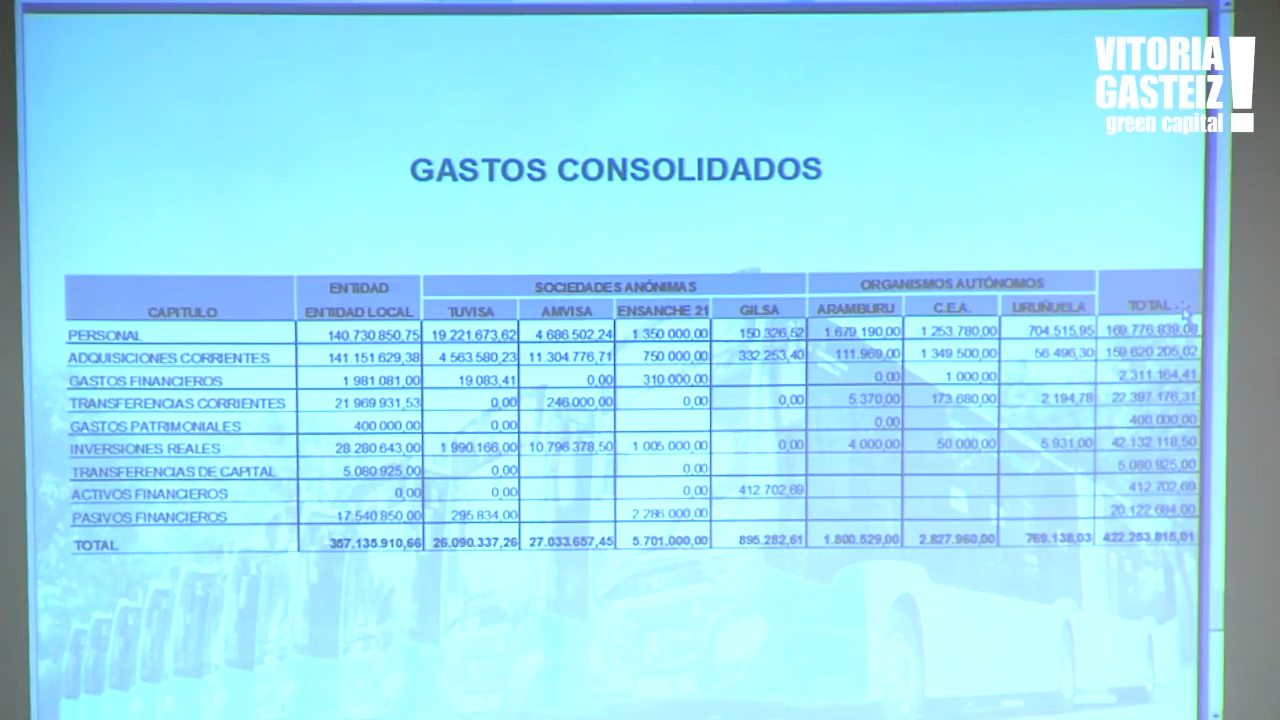 VITORIA
GASTEIZ
green capital
GASTOS CONSOLIDADOS
ENTIDAD SOCIEDADES ANÓNIMAS ORGANISMOS AUTÓNOMOS
CAPITULO ENTIDAD LOCAL TUVISA AMVISA ENSANCHE 21 GILSA ARAMBURU C.E.A. URUÑUELA TOTAL
PERSONAL 140.730.850,75 19.221.673,62 4.686.502,24 1.350.000,00 150.326,52 1.679.190,00 1.253.780,00 704.515,95
ADQUISICIONES CORRIENTES 141.151.629,38 4.563.580,23 11.304.776,71 750.000,00 332.253,40 111.969,00 1.349.500,00 56.496,30 159.620.205,02
GASTOS FINANCIEROS 1.981.081,00 19.083,41 0,00 310.000,00 0,00 1.000,00 2.311.164,41
TRANSFERENCIAS CORRIENTES 21.969.931,53 0,00 246.000,00 0,00 0,00 5.370,00 173.680,00 2.194,78 22.397.176,31
GASTOS PATRIMONIALES 400.000,00 0,00 0,00 400.000,00
INVERSIONES REALES 28.280.643,00 1.990.166,00 10.796.378,50 1.005.000,00 0,00 4.000,00 50.000,00 5.931,00 42.132.118,50
TRANSFERENCIAS DE CAPITAL 5.080.925,00 0,00 0,00 5.080.925,00
ACTIVOS FINANCIEROS 0,00 0,00 0,00 412.702,69 412.702,69
PASIVOS FINANCIEROS 17.540.850,00 295.834,00 2.286.000,00 20.122.684,00
TOTAL 357.135.910,66 26.090.337,26 27.033.657,45 5.701.000,00 895.282,61 1.800.529,00 2.827.960,00 769.138,03 422.253.815,01